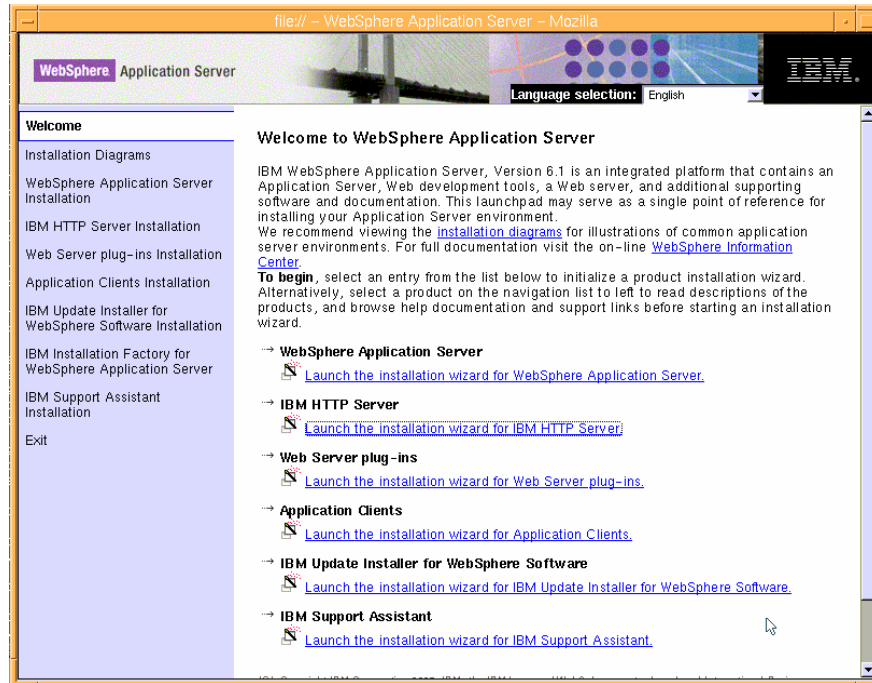 file:// – WebSphere Application Server – Mozilla
WebSphere. Application Server
IBM.
Language selection: English
Welcome
Installation Diagrams
WebSphere Application Server
Installation
IBM HTTP Server Installation
Web Server plug-ins Installation
Application Clients Installation
IBM Update Installer for
WebSphere Software Installation
IBM Installation Factory for
WebSphere Application Server
IBM Support Assistant
Installation
Exit
Welcome to WebSphere Application Server
IBM WebSphere Application Server, Version 6.1 is an integrated platform that contains an
Application Server, Web development tools, a Web server, and additional supporting
software and documentation. This launchpad may serve as a single point of reference for
installing your Application Server environment.
We recommend viewing the installation diagrams for illustrations of common application
server environments. For full documentation visit the on-line WebSphere Information
Center.
To begin, select an entry from the list below to initialize a product installation wizard.
Alternatively, select a product on the navigation list to left to read descriptions of the
products, and browse help documentation and support links before starting an installation
wizard.
WebSphere Application Server
Launch the installation wizard for WebSphere Application Server.
IBM HTTP Server
Launch the installation wizard for IBM HTTP Server.
Web Server plug-ins
Launch the installation wizard for Web Server plug-ins.
Application Clients
Launch the installation wizard for Application Clients.
IBM Update Installer for WebSphere Software
Launch the installation wizard for IBM Update Installer for WebSphere Software.
IBM Support Assistant
Launch the installation wizard for IBM Support Assistant.